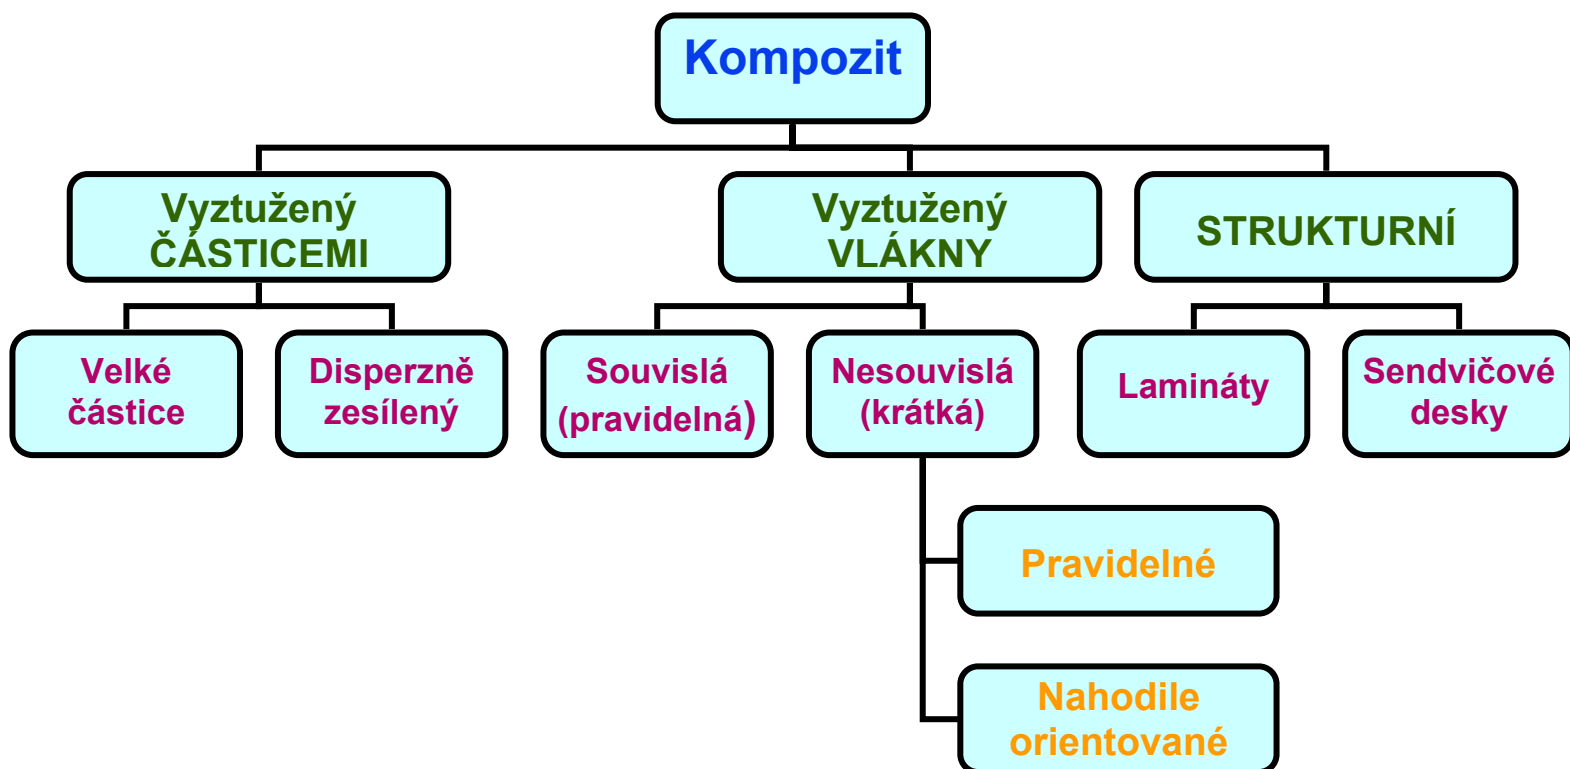 Kompozit
Vyztužený
ČÁSTICEMI
Vyztužený
VLÁKNY
STRUKTURNÍ
Velké
částice
Disperzně
zesílený
Souvislá
(pravidelná)
Nesouvislá
(krátká)
Lamináty
Sendvičové
desky
Pravidelné
Nahodile
orientované